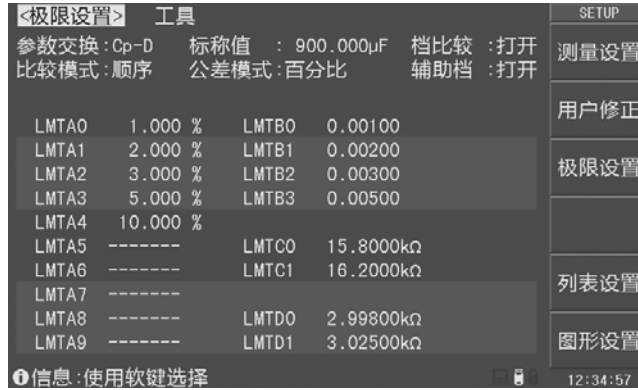 <极限设置> 工具 SETUP
参数交换:Cp-D 标称值 : 900.000μF 档比较 :打开
比较模式:顺序 公差模式:百分比 辅助档 :打开
测量设置
用户修正
极限设置
列表设置
图形设置
LMTA0 1.000 % LMTB0 0.00100
LMTA1 2.000 % LMTB1 0.00200
LMTA2 3.000 % LMTB2 0.00300
LMTA3 5.000 % LMTB3 0.00500
LMTA4 10.000 %
LMTA5 ------- LMTC0 15.8000kΩ
LMTA6 ------- LMTC1 16.2000kΩ
LMTA7 -------
LMTA8 ------- LMTD0 2.99800kΩ
LMTA9 ------- LMTD1 3.02500kΩ
信息:使用软键选择 12:34:57